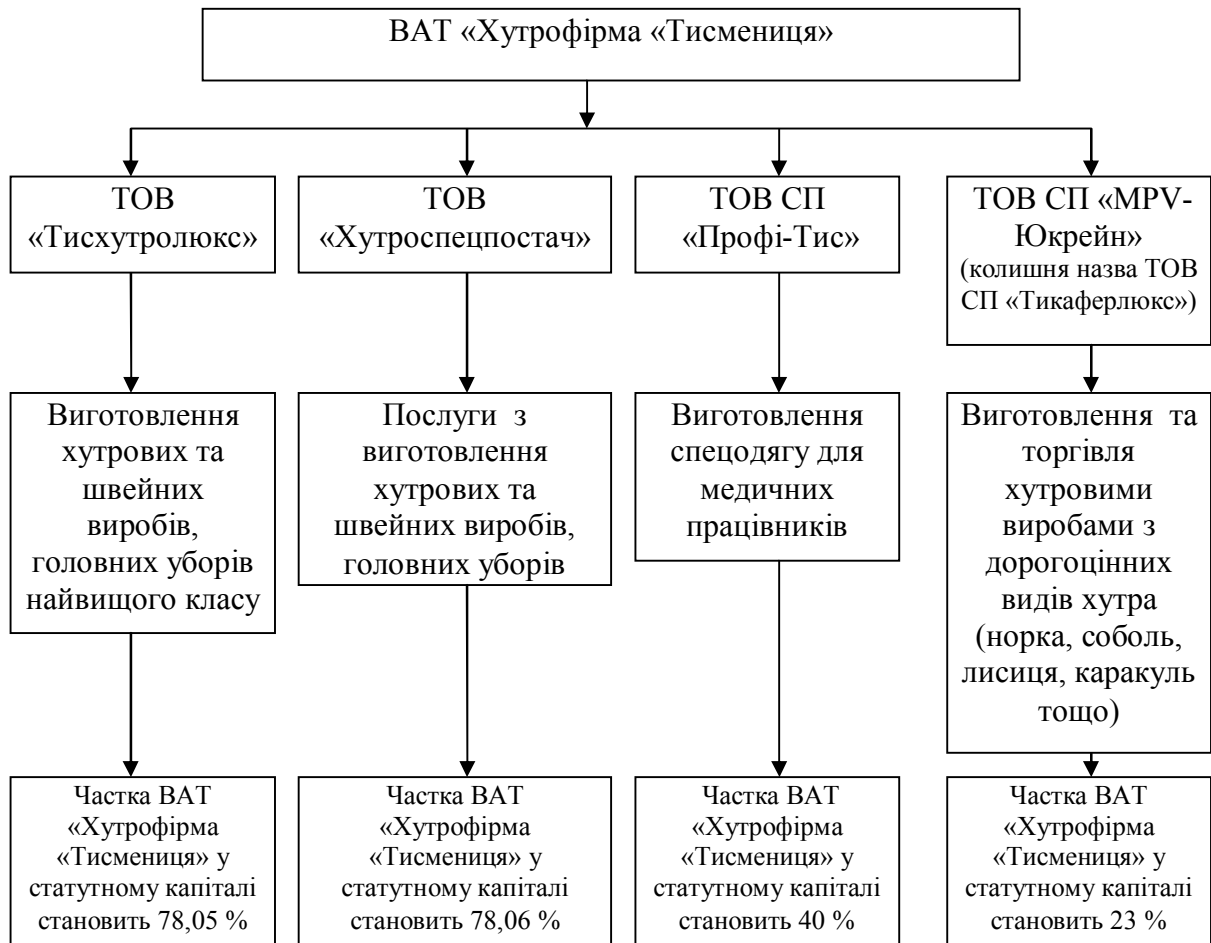 ВАТ «Хутрофірма «Тисмениця»
ТОВ
«Тисхутролюкс»
ТОВ
«Хутроспецпостач»
ТОВ СП
«Профі-Тис»
ТОВ СП «MPV-
Юкрейн»
(колишня назва ТОВ
СП «Тикаферлюкс»)
Виготовлення
хутрових та
швейних
виробів,
головних уборів
найвищого класу
Послуги з
виготовлення
хутрових та
швейних виробів,
головних уборів
Виготовлення
спецодягу для
медичних
працівників
Виготовлення та
торгівля
хутровими
виробами з
дорогоцінних
видів хутра
(норка, соболь,
лисиця, каракуль
тощо)
Частка ВАТ
«Хутрофірма
«Тисмениця» у
статутному капіталі
становить 78,05 %
Частка ВАТ
«Хутрофірма
«Тисмениця» у
статутному капіталі
становить 78,06 %
Частка ВАТ
«Хутрофірма
«Тисмениця» у
статутному капіталі
становить 40 %
Частка ВАТ
«Хутрофірма
«Тисмениця» у
статутному капіталі
становить 23 %